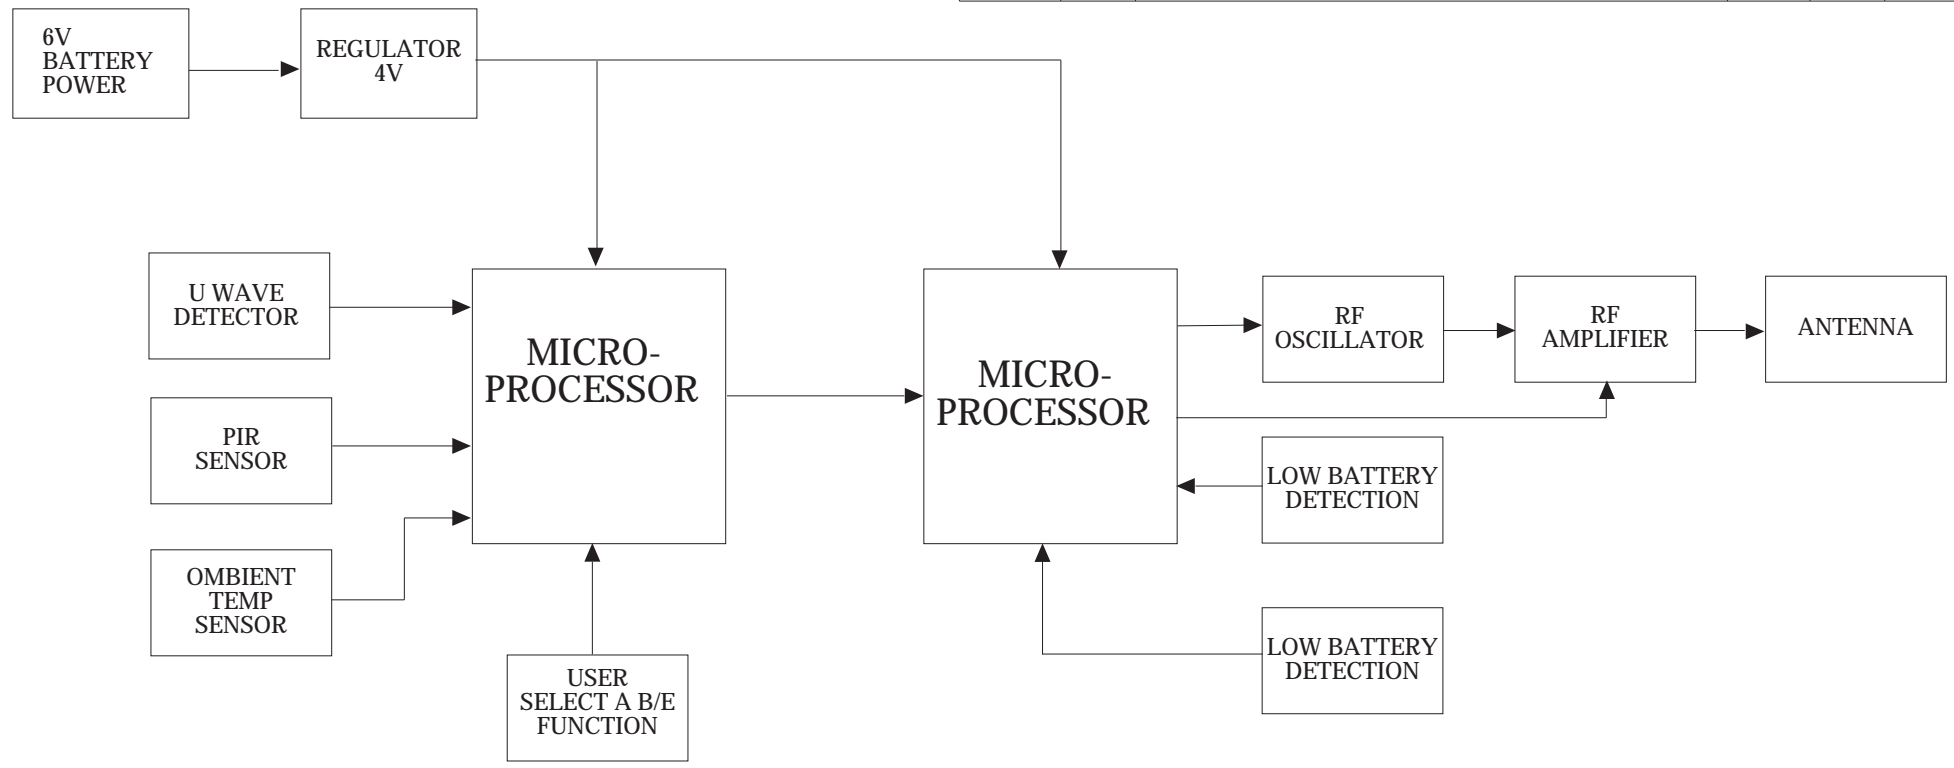 6V
BATTERY
POWER
REGULATOR
4V
U WAVE
DETECTOR
PIR
SENSOR
OMBIENT
TEMP
SENSOR
MICRO-
PROCESSOR
USER
SELECT A B/E
FUNCTION
MICRO-
PROCESSOR
RF
OSCILLATOR
RF
AMPLIFIER
ANTENNA
LOW BATTERY
DETECTION
LOW BATTERY
DETECTION